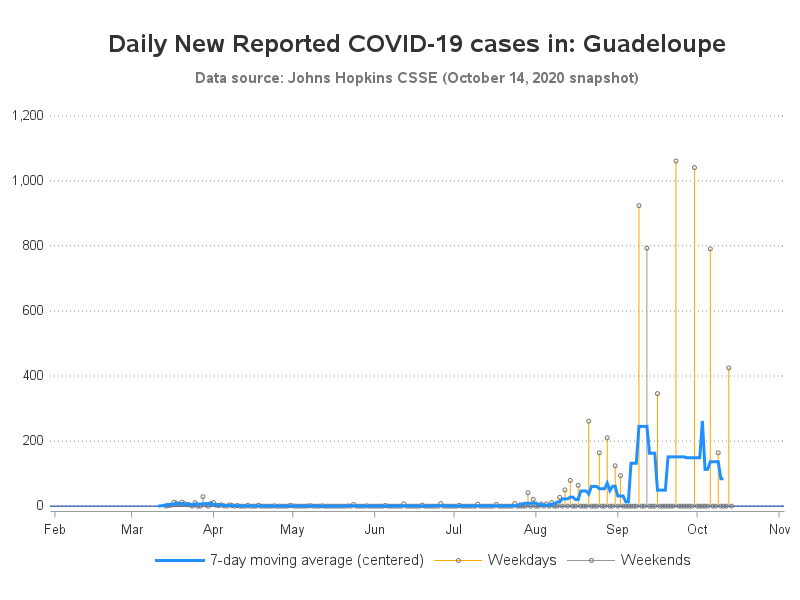 Daily New Reported COVID-19 cases in: Guadeloupe
Data source: Johns Hopkins CSSE (October 14, 2020 snapshot)
1,200
1,000
800
600
400
200
0
Feb Mar Apr May Jun Jul Aug Sep Oct Nov
7-day moving average (centered) Weekdays Weekends